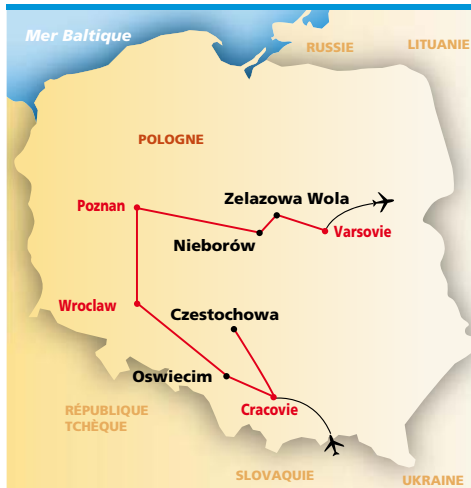 Mer Baltique
RUSSIE
LITUANIE
POLOGNE
Poznan
Zelazowa Wola
Nieborów
Varsovie
Wroclaw
Czestochowa
Oswiecim
Cracovie
RÉPUBLIQUE
TCHÈQUE
SLOVAQUIE
UKRAINE